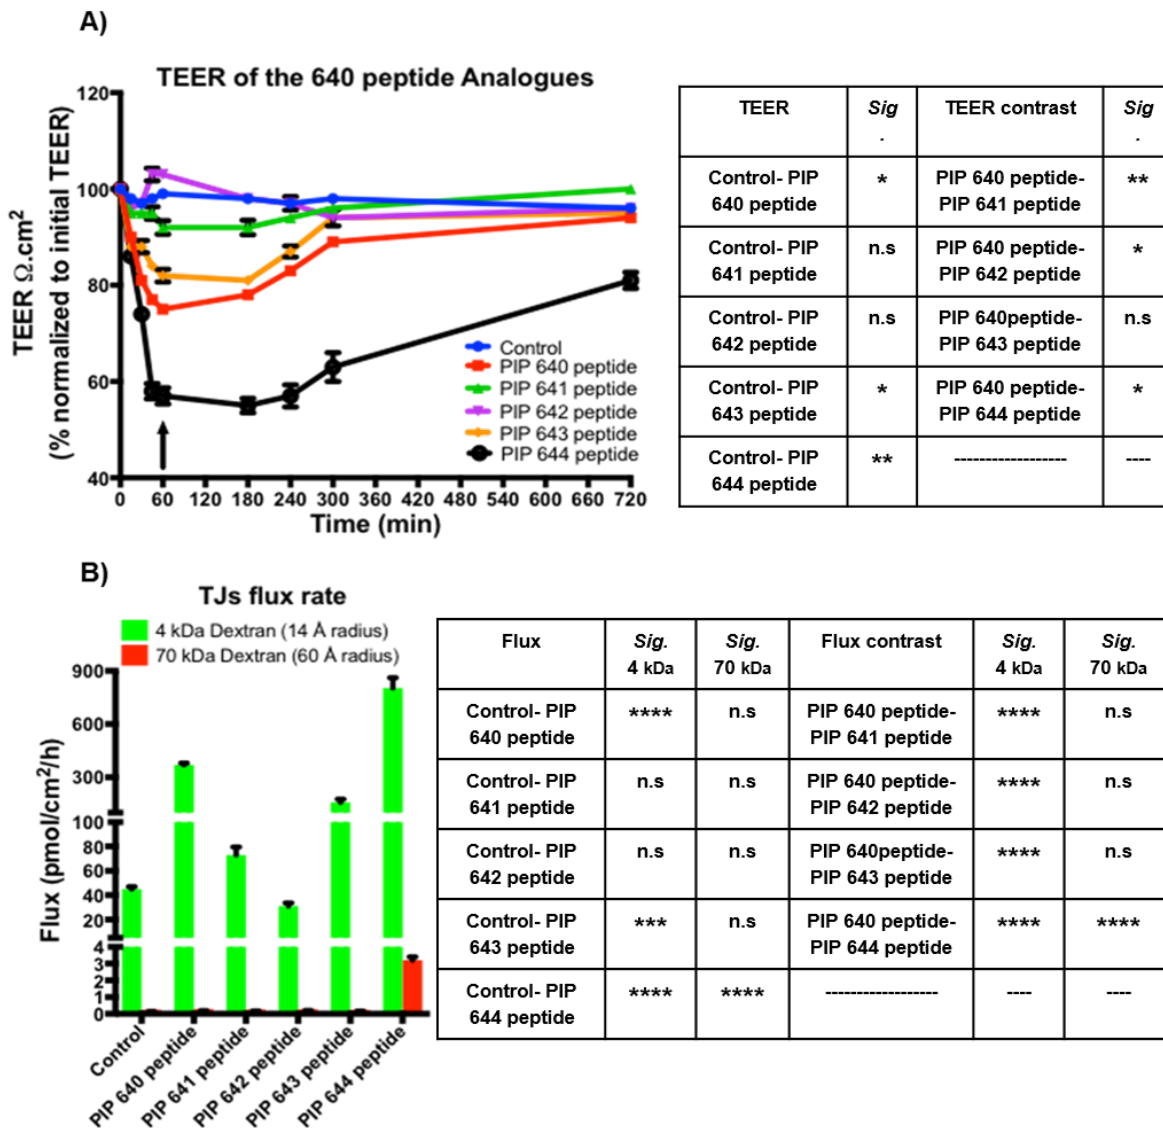 A)
TEER of the 640 peptide Analogues
TEER Ω.cm²
(% normalized to initial TEER)
120
100
80
60
40
0 60 120 180 240 300 360 420 480 540 600 660 720
Time (min)
Control
PIP 640 peptide
PIP 641 peptide
PIP 642 peptide
PIP 643 peptide
PIP 644 peptide
TEER Sig TEER contrast Sig
. .
Control- PIP * PIP 640 peptide- **
640 peptide PIP 641 peptide
Control- PIP n.s PIP 640 peptide- *
641 peptide PIP 642 peptide
Control- PIP n.s PIP 640peptide- n.s
642 peptide PIP 643 peptide
Control- PIP * PIP 640 peptide- *
643 peptide PIP 644 peptide
Control- PIP ** ----------------- ----
644 peptide
B)
TJs flux rate
4 kDa Dextran (14 Å radius)
70 kDa Dextran (60 Å radius)
Flux (pmol/cm²/h)
900
600
300
100
80
60
40
20
4
3
2
1
0
Control
PIP 640 peptide
PIP 641 peptide
PIP 642 peptide
PIP 643 peptide
PIP 644 peptide
Flux Sig. Sig. Flux contrast Sig. Sig.
4 kDa 70 kDa 4 kDa 70 kDa
Control- PIP **** n.s PIP 640 peptide- **** n.s
640 peptide PIP 641 peptide
Control- PIP n.s n.s PIP 640 peptide- **** n.s
641 peptide PIP 642 peptide
Control- PIP n.s n.s PIP 640peptide- **** n.s
642 peptide PIP 643 peptide
Control- PIP *** n.s PIP 640 peptide- **** ****
643 peptide PIP 644 peptide
Control- PIP **** **** ----------------- ---- ----
644 peptide